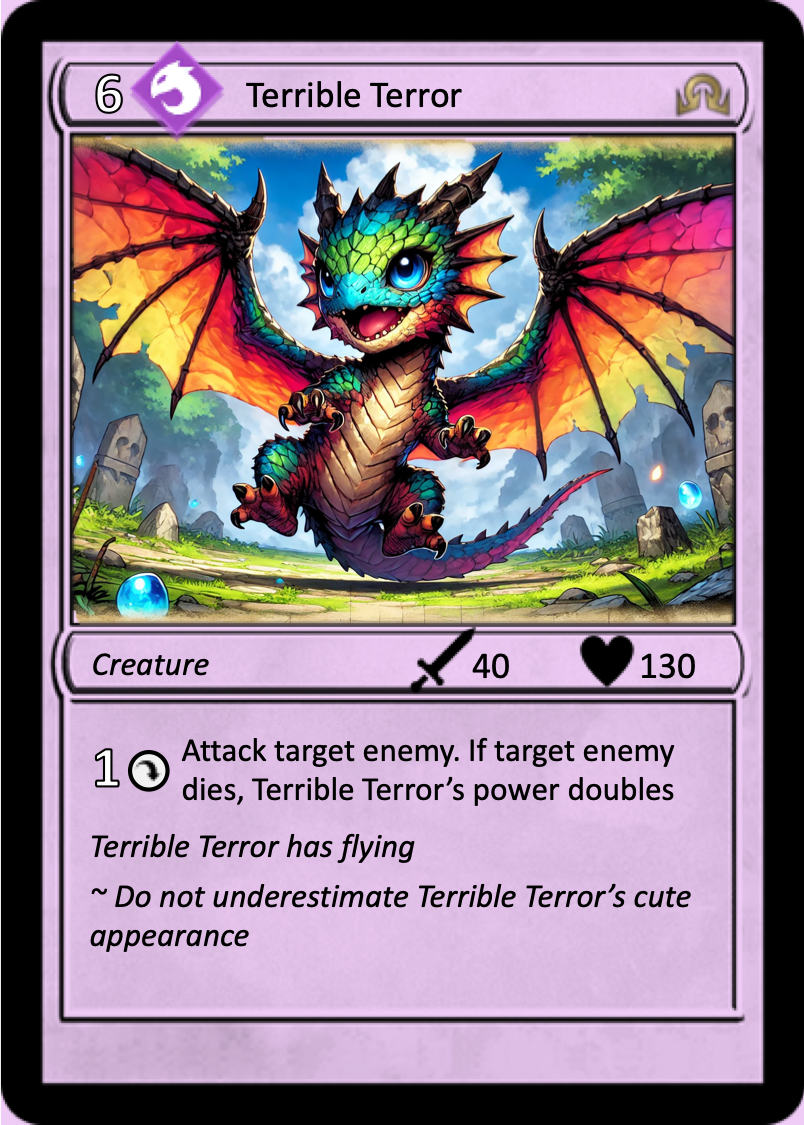 6 Terrible Terror
Creature 40 130
1 Attack target enemy. If target enemy
dies, Terrible Terror’s power doubles
Terrible Terror has flying
~ Do not underestimate Terrible Terror’s cute
appearance